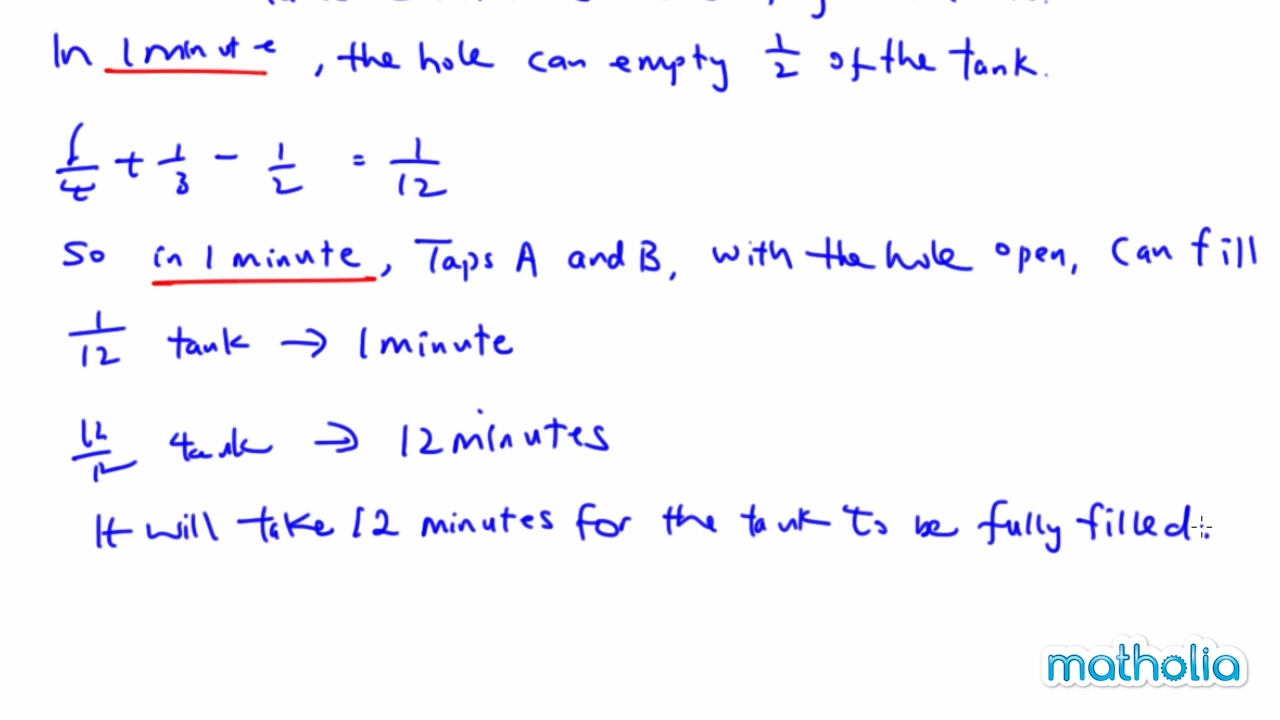 In 1 minute, the hole can empty 1/2 of the tank.
1/4 + 1/3 - 1/2 = 1/12
So in 1 minute, Taps A and B, with the hole open, can fill
1/12 tank → 1 minute
12/12 tank → 12 minutes
It will take 12 minutes for the tank to be fully filled.
matholia